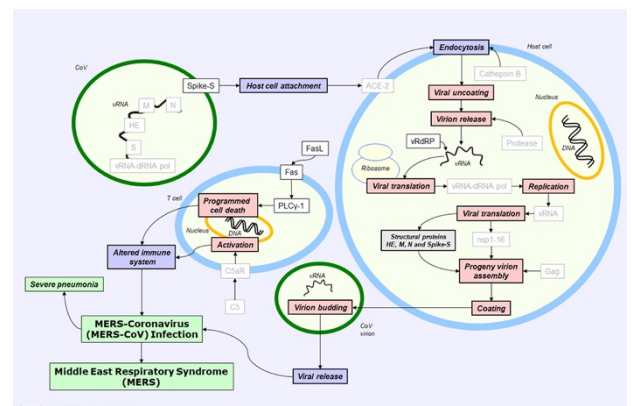 CoV
vRNA
M
N
HE
S
vRNA-dRNA pol
Spike-S
Host cell attachment
ACE-2
Endocytosis
Host cell
Cathepsin B
Viral uncoating
Virion release
Nucleus
DNA
Protease
vRdRP
vRNA
Ribosome
Viral translation
vRNA-dRNA pol
Replication
Viral translation
vRNA
Structural proteins
HE, M, N and Spike-S
nsp1-16
Progeny virion
assembly
Gag
Coating
FasL
Fas
T cell
Programmed
cell death
PLCγ-1
Nucleus
DNA
Activation
C5aR
C5
Altered immune
system
Severe pneumonia
MERS-Coronavirus
(MERS-CoV) Infection
Middle East Respiratory Syndrome
(MERS)
vRNA
Virion budding
CoV
virion
Viral release